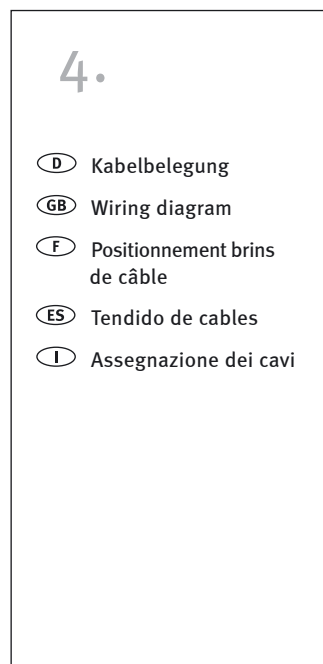 4.
D Kabelbelegung
GB Wiring diagram
F Positionnement brins
de câble
ES Tendido de cables
I Assegnazione dei cavi